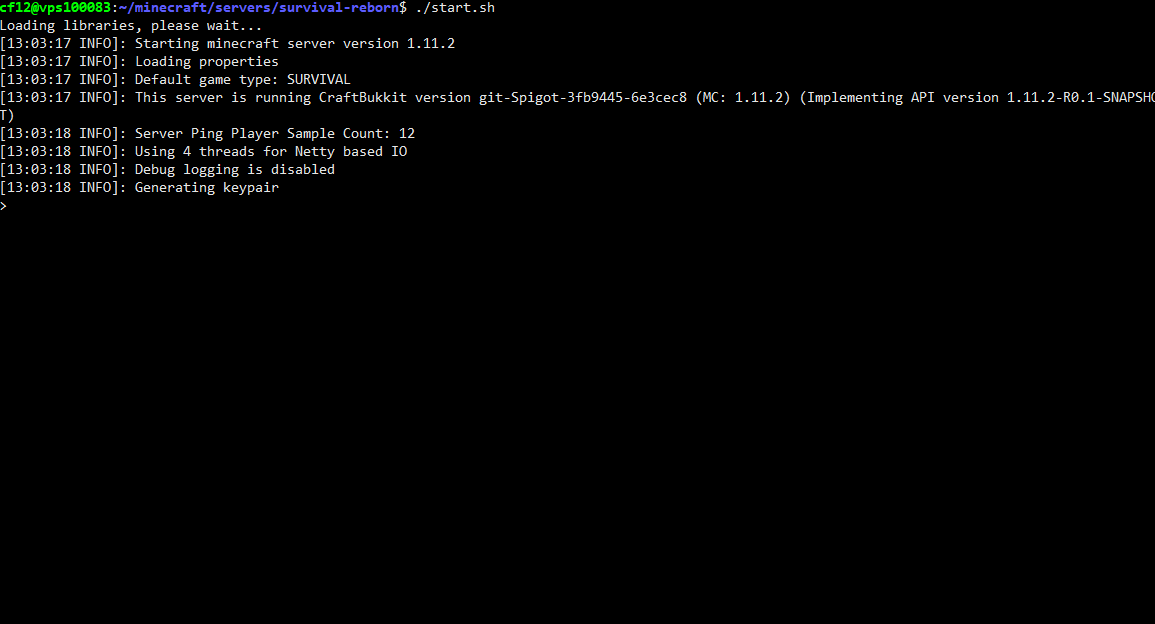 cf12@vps100083:~/minecraft/servers/survival-reborn$ ./start.sh
Loading libraries, please wait...
[13:03:17 INFO]: Starting minecraft server version 1.11.2
[13:03:17 INFO]: Loading properties
[13:03:17 INFO]: Default game type: SURVIVAL
[13:03:17 INFO]: This server is running CraftBukkit version git-Spigot-3fb9445-6e3cec8 (MC: 1.11.2) (Implementing API version 1.11.2-R0.1-SNAPSHO
T)
[13:03:18 INFO]: Server Ping Player Sample Count: 12
[13:03:18 INFO]: Using 4 threads for Netty based IO
[13:03:18 INFO]: Debug logging is disabled
[13:03:18 INFO]: Generating keypair
>